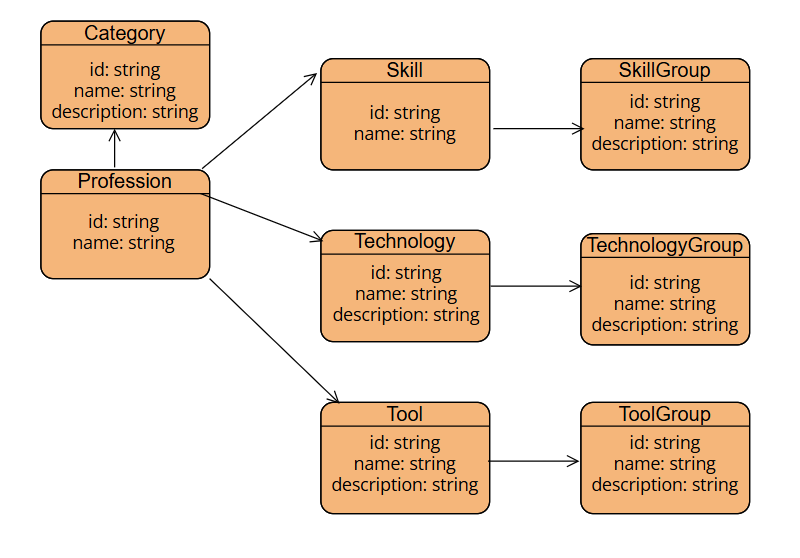 Category
id: string
name: string
description: string
Profession
id: string
name: string
Skill
id: string
name: string
SkillGroup
id: string
name: string
description: string
Technology
id: string
name: string
description: string
TechnologyGroup
id: string
name: string
description: string
Tool
id: string
name: string
description: string
ToolGroup
id: string
name: string
description: string